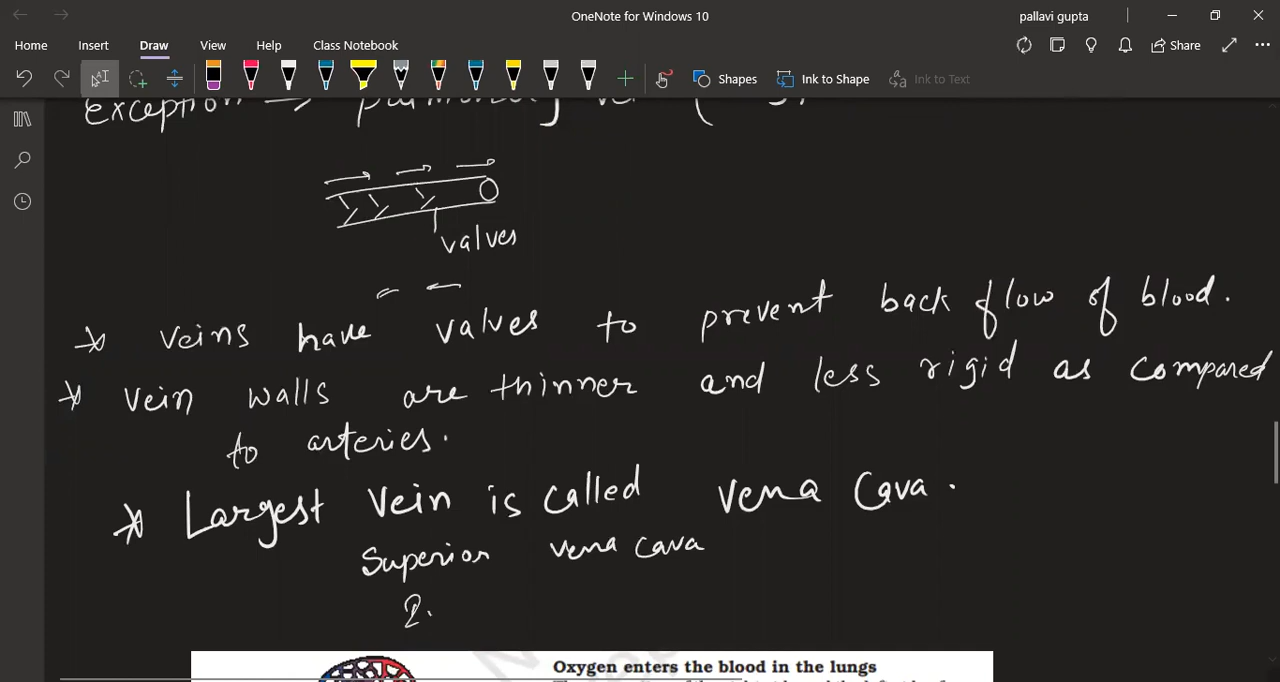 OneNote for Windows 10
pallavi gupta
Home Insert Draw View Help Class Notebook
Share
Shapes
Ink to Shape
Ink to Text
exception →
valves
* Veins have valves to prevent back flow of blood.
* Vein walls are thinner and less rigid as compared
to arteries.
* Largest vein is called vena cava.
Superior vena cava
Oxygen enters the blood in the lungs